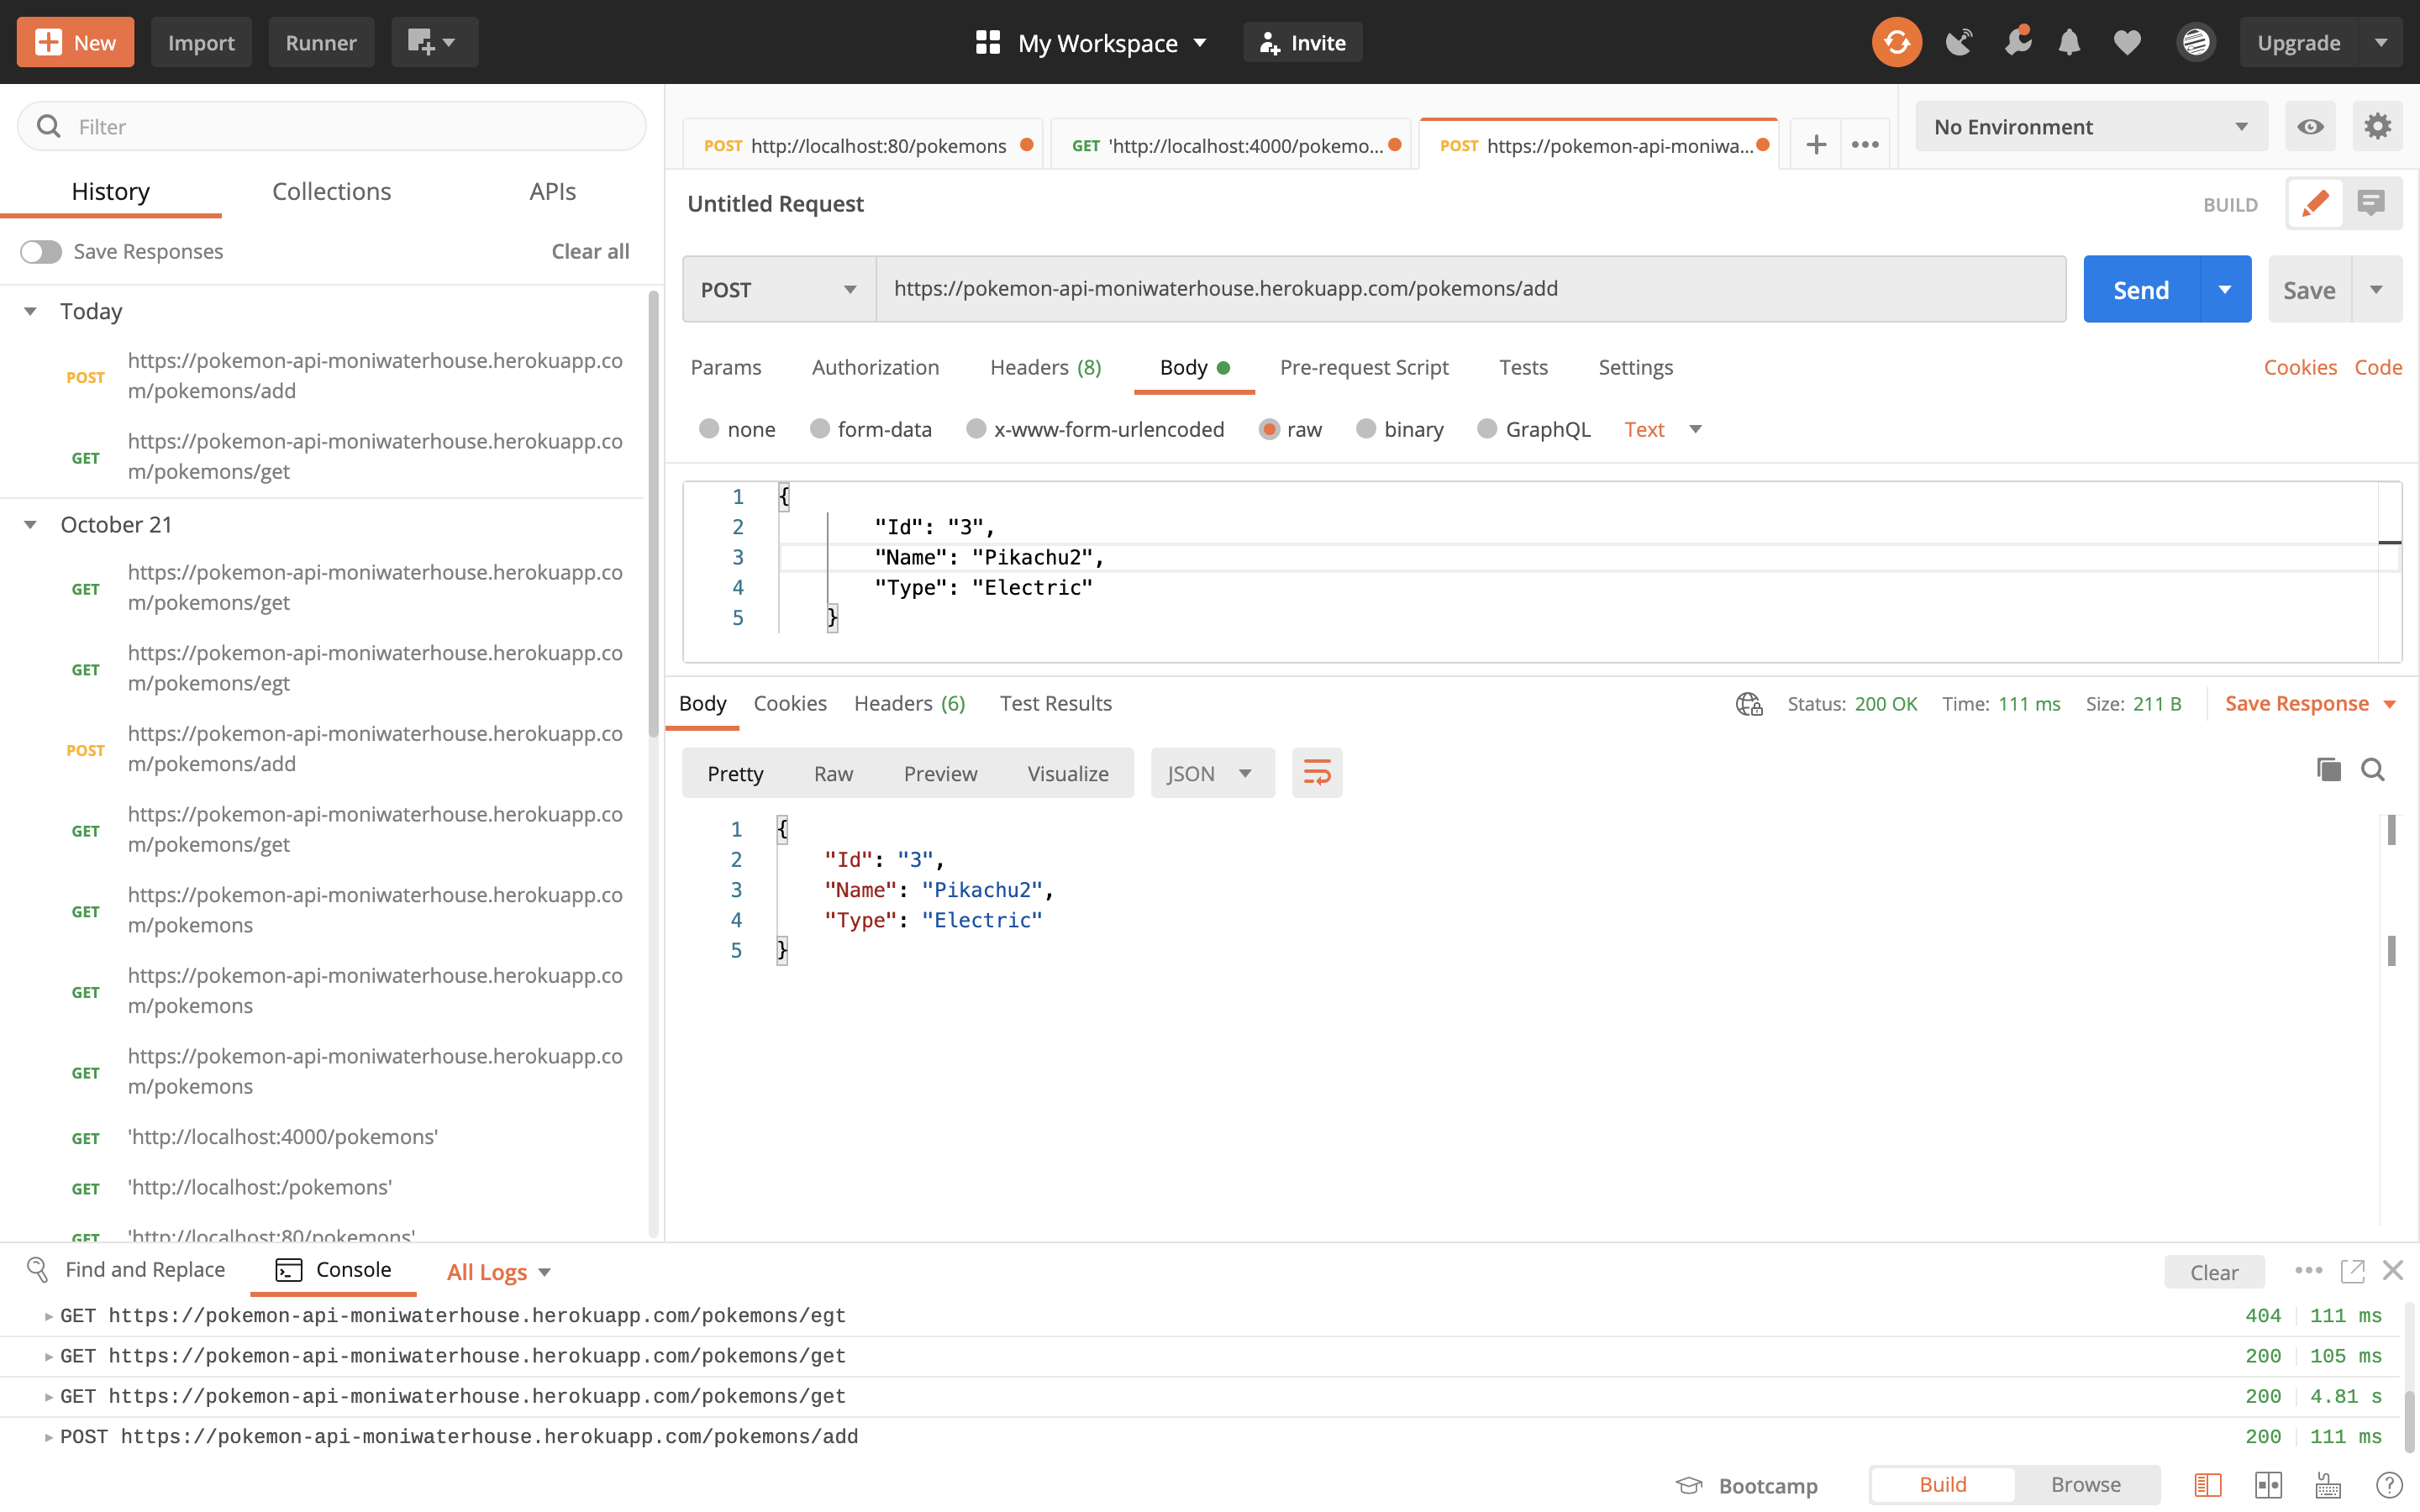 New
Import
Runner
My Workspace
Invite
Upgrade
Filter
History
Collections
APIs
Save Responses
Clear all
Today
POST
https://pokemon-api-moniwaterhouse.herokuapp.co
m/pokemons/add
GET
https://pokemon-api-moniwaterhouse.herokuapp.co
m/pokemons/get
October 21
GET
https://pokemon-api-moniwaterhouse.herokuapp.co
m/pokemons/get
GET
https://pokemon-api-moniwaterhouse.herokuapp.co
m/pokemons/egt
POST
https://pokemon-api-moniwaterhouse.herokuapp.co
m/pokemons/add
GET
https://pokemon-api-moniwaterhouse.herokuapp.co
m/pokemons/get
GET
https://pokemon-api-moniwaterhouse.herokuapp.co
m/pokemons
GET
https://pokemon-api-moniwaterhouse.herokuapp.co
m/pokemons
GET
https://pokemon-api-moniwaterhouse.herokuapp.co
m/pokemons
GET 'http://localhost:4000/pokemons'
GET 'http://localhost:/pokemons'
GET 'http://localhost:80/pokemons'
POST http://localhost:80/pokemons
GET 'http://localhost:4000/pokemo...
POST https://pokemon-api-moniwa...
No Environment
Untitled Request
BUILD
POST
https://pokemon-api-moniwaterhouse.herokuapp.com/pokemons/add
Send
Save
Params
Authorization
Headers (8)
Body
Pre-request Script
Tests
Settings
Cookies
Code
none
form-data
x-www-form-urlencoded
raw
binary
GraphQL
Text
1 {
2 "Id": "3",
3 "Name": "Pikachu2",
4 "Type": "Electric"
5 }
Body
Cookies
Headers (6)
Test Results
Status: 200 OK
Time: 111 ms
Size: 211 B
Save Response
Pretty
Raw
Preview
Visualize
JSON
1 {
2 "Id": "3",
3 "Name": "Pikachu2",
4 "Type": "Electric"
5 }
Find and Replace
Console
All Logs
Clear
GET https://pokemon-api-moniwaterhouse.herokuapp.com/pokemons/egt 404 111 ms
GET https://pokemon-api-moniwaterhouse.herokuapp.com/pokemons/get 200 105 ms
GET https://pokemon-api-moniwaterhouse.herokuapp.com/pokemons/get 200 4.81 s
POST https://pokemon-api-moniwaterhouse.herokuapp.com/pokemons/add 200 111 ms
Bootcamp
Build
Browse